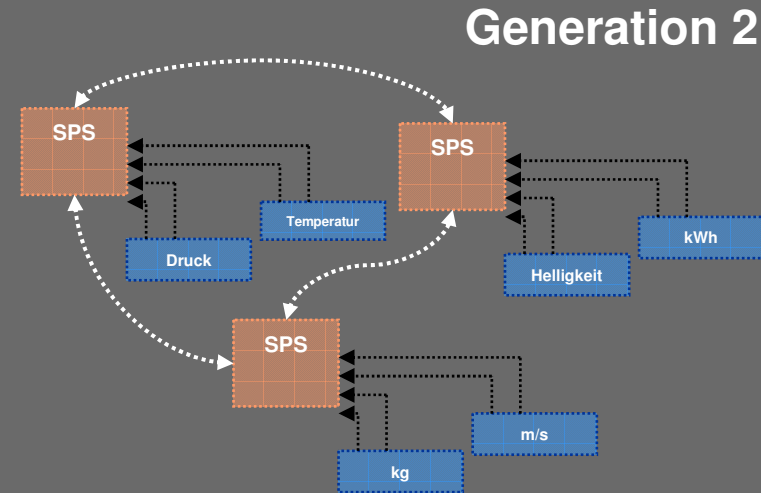 Generation 2
SPS
SPS
Temperatur
kWh
Druck
Helligkeit
SPS
m/s
kg